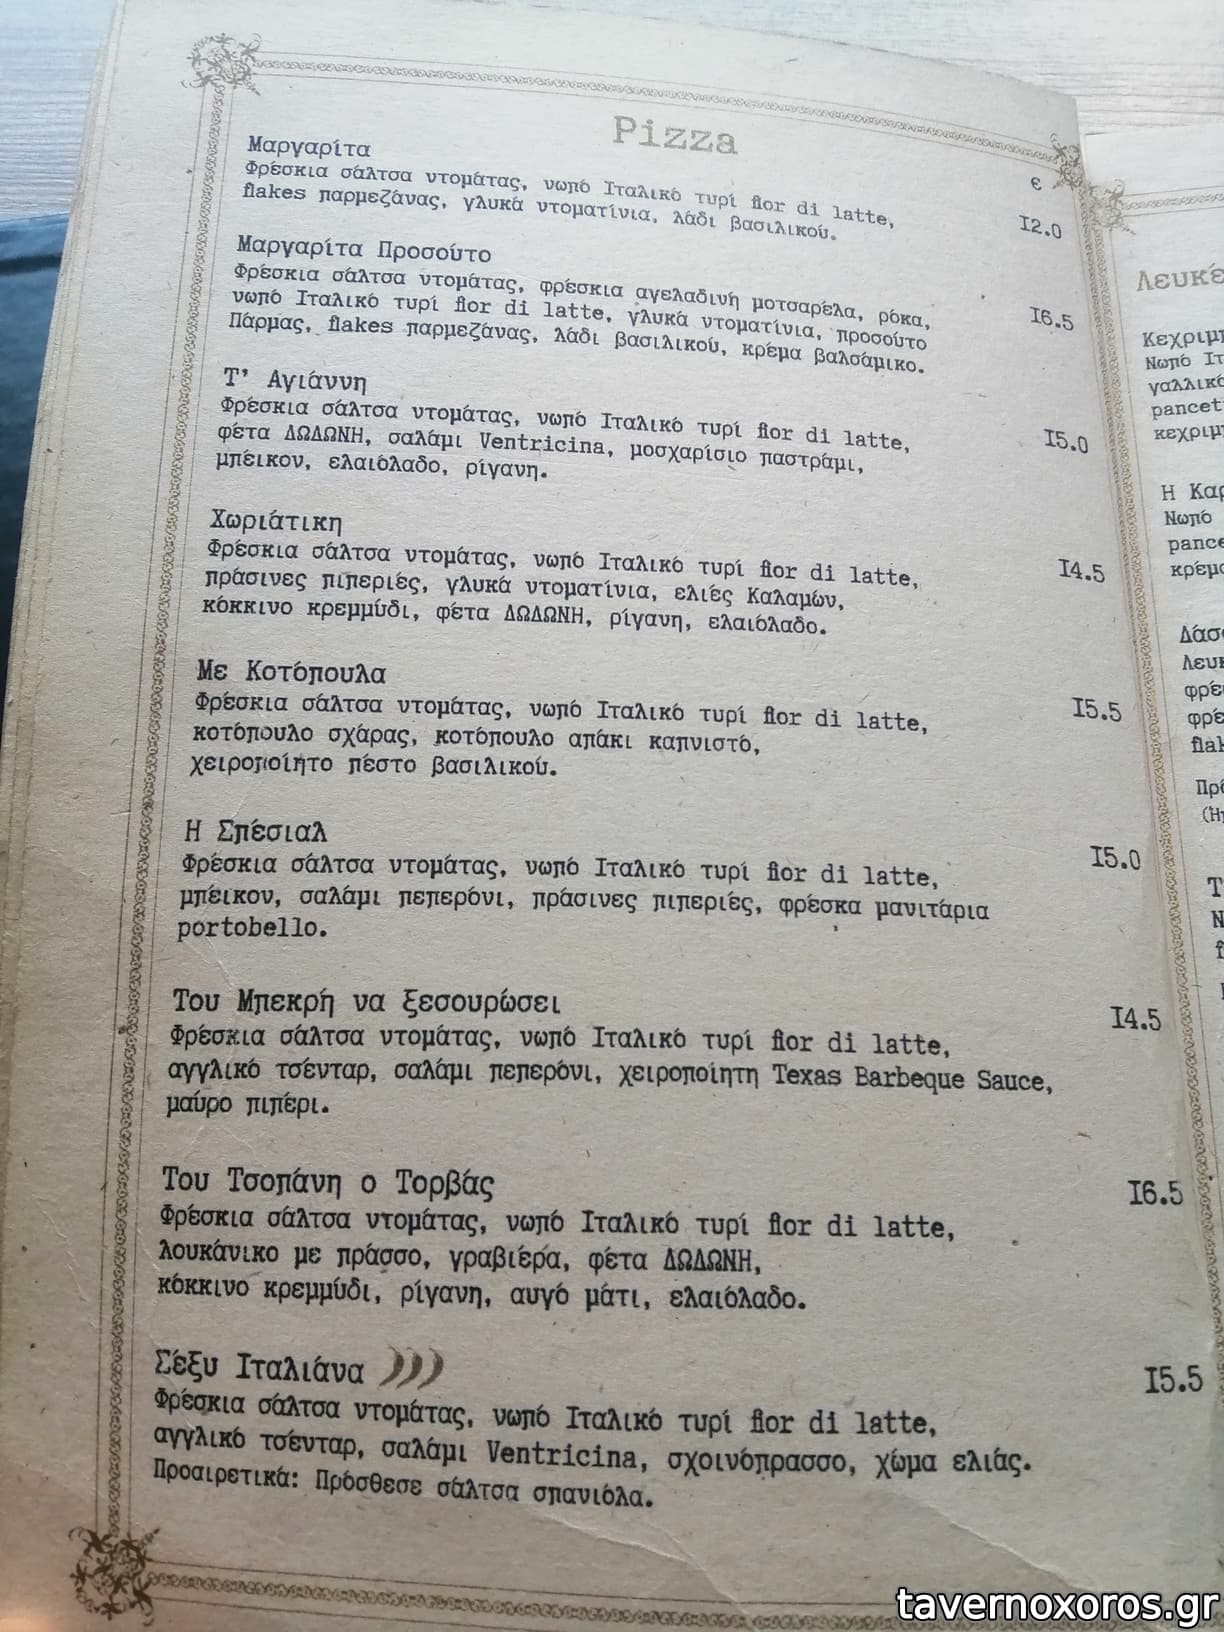 Pizza
€
Μαργαρίτα
Φρέσκια σάλτσα ντομάτας, νωπό Ιταλικό τυρί fior di latte,
flakes παρμεζάνας, γλυκά ντοματίνια, λάδι βασιλικού.
12.0
Μαργαρίτα Προσούτο
Φρέσκια σάλτσα ντομάτας, φρέσκια αγελαδινή μοτσαρέλα, ρόκα,
νωπό Ιταλικό τυρί fior di latte, γλυκά ντοματίνια, προσούτο
Πάρμας, flakes παρμεζάνας, λάδι βασιλικού, κρέμα βαλσάμικο.
16.5
Τ' Αγιάννη
Φρέσκια σάλτσα ντομάτας, νωπό Ιταλικό τυρί fior di latte,
φέτα ΔΩΔΩΝΗ, σαλάμι Ventricina, μοσχαρίσιο παστράμι,
μπέικον, ελαιόλαδο, ρίγανη.
15.0
Χωριάτικη
Φρέσκια σάλτσα ντομάτας, νωπό Ιταλικό τυρί fior di latte,
πράσινες πιπεριές, γλυκά ντοματίνια, ελιές Καλαμών,
κόκκινο κρεμμύδι, φέτα ΔΩΔΩΝΗ, ρίγανη, ελαιόλαδο.
14.5
Με Κοτόπουλα
Φρέσκια σάλτσα ντομάτας, νωπό Ιταλικό τυρί fior di latte,
κοτόπουλο σχάρας, κοτόπουλο απάκι καπνιστό,
χειροποίητο πέστο βασιλικού.
15.5
Η Σπέσιαλ
Φρέσκια σάλτσα ντομάτας, νωπό Ιταλικό τυρί fior di latte,
μπέικον, σαλάμι πεπερόνι, πράσινες πιπεριές, φρέσκα μανιτάρια
portobello.
15.0
Του Μπεκρή να ξεσουρώσει
Φρέσκια σάλτσα ντομάτας, νωπό Ιταλικό τυρί fior di latte,
αγγλικό τσένταρ, σαλάμι πεπερόνι, χειροποίητη Texas Barbeque Sauce,
μαύρο πιπέρι.
14.5
Του Τσοπάνη ο Τορβάς
Φρέσκια σάλτσα ντομάτας, νωπό Ιταλικό τυρί fior di latte,
λουκάνικο με πράσσο, γραβιέρα, φέτα ΔΩΔΩΝΗ,
κόκκινο κρεμμύδι, ρίγανη, αυγό μάτι, ελαιόλαδο.
16.5
Σέξυ Ιταλιάνα
Φρέσκια σάλτσα ντομάτας, νωπό Ιταλικό τυρί fior di latte,
αγγλικό τσένταρ, σαλάμι Ventricina, σχοινόπρασσο, χώμα ελιάς.
Προαιρετικά: Πρόσθεσε σάλτσα σπανιόλα.
15.5
Νωπό
Η
Νωπό
tavernoxoros.gr